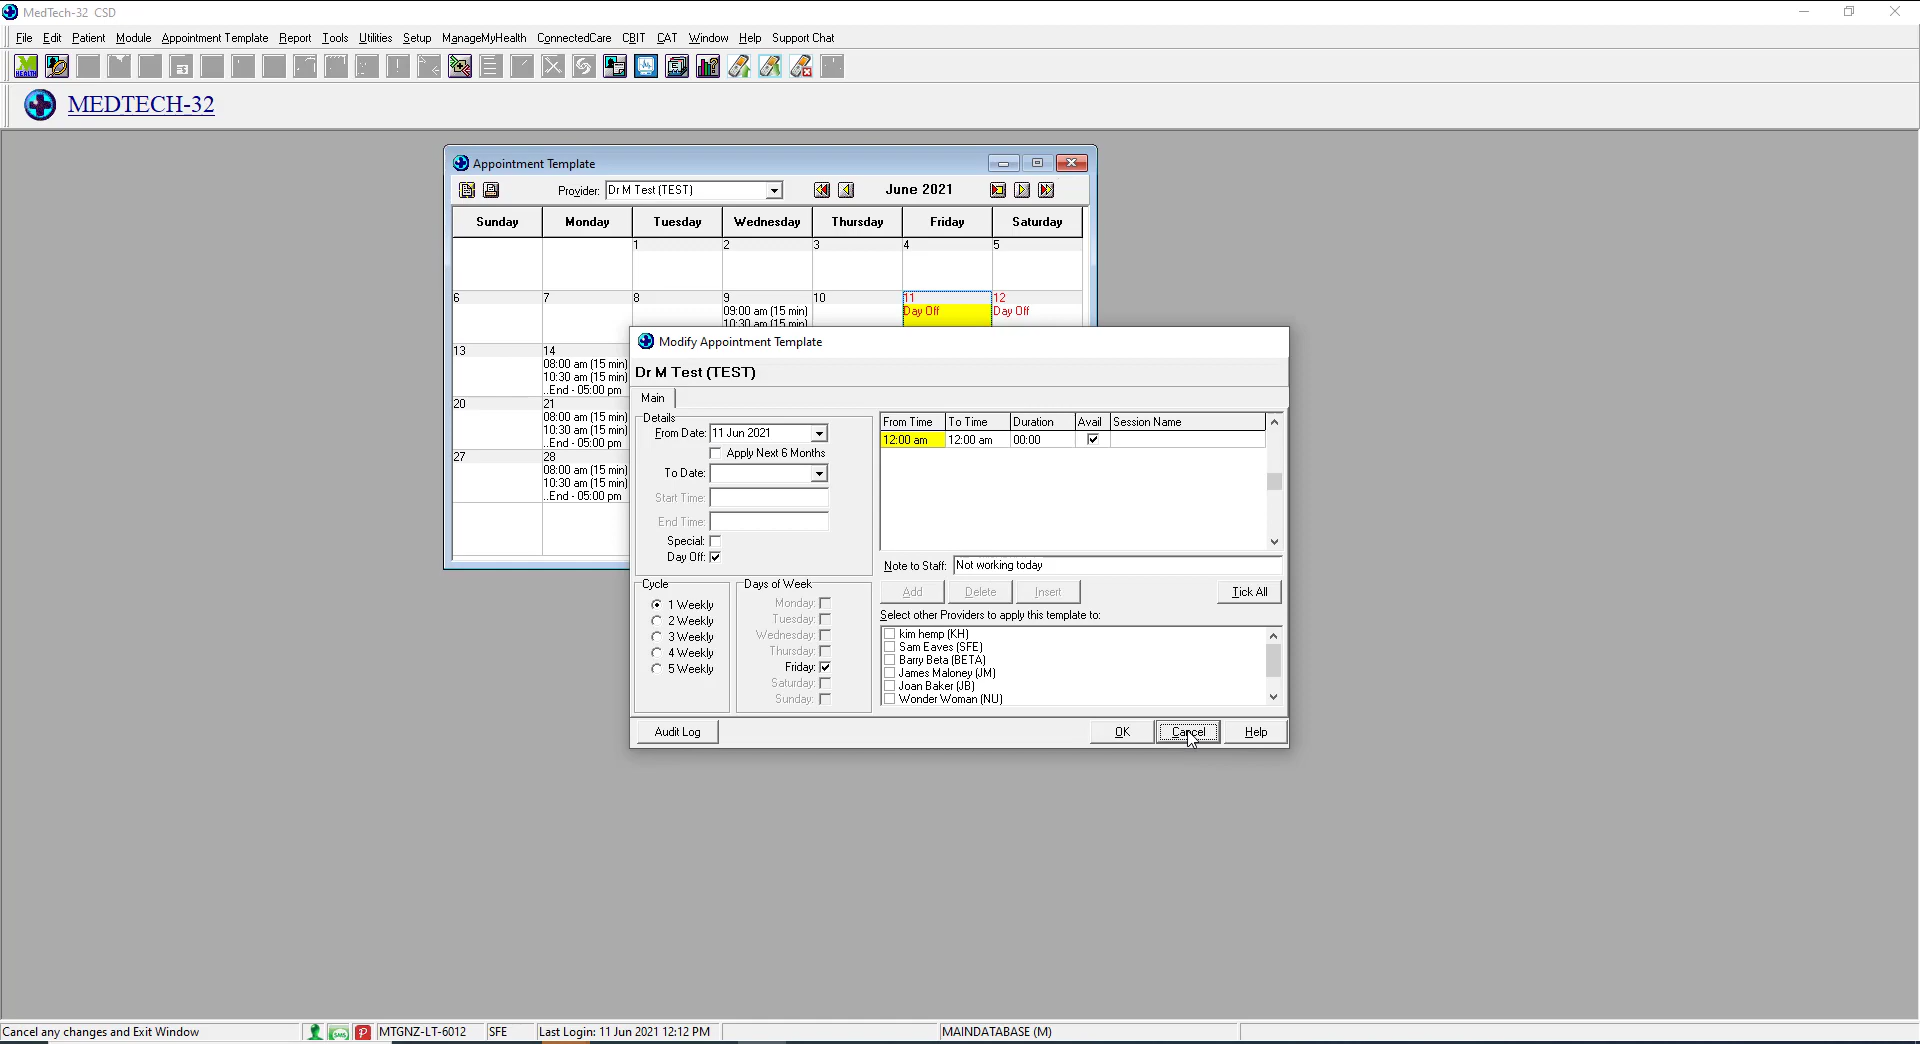 MedTech-32 CSD
File Edit Patient Module Appointment Template Report Tools Utilities Setup ManageMyHealth ConnectedCare CBIT CAT Window Help Support Chat
MEDTECH-32
Appointment Template
Provider: Dr M Test (TEST) June 2021
Sunday Monday Tuesday Wednesday Thursday Friday Saturday
1 2 3 4 5
6 7 8 9 10 11 12
09:00 am (15 min) Day Off Day Off
10:30 am (15 min)
13 14
08:00 am (15 min)
10:30 am (15 min)
..End - 05:00 pm
20 21
08:00 am (15 min)
10:30 am (15 min)
..End - 05:00 pm
27 28
08:00 am (15 min)
10:30 am (15 min)
..End - 05:00 pm
Modify Appointment Template
Dr M Test (TEST)
Main
Details
From Date: 11 Jun 2021
Apply Next 6 Months
To Date:
Start Time:
End Time:
Special:
Day Off:
Cycle
1 Weekly
2 Weekly
3 Weekly
4 Weekly
5 Weekly
Days of Week
Monday:
Tuesday:
Wednesday:
Thursday:
Friday:
Saturday:
Sunday:
From Time To Time Duration Avail Session Name
12:00 am 12:00 am 00:00
Note to Staff: Not working today
Add Delete Insert Tick All
Select other Providers to apply this template to:
kim hemp (KH)
Sam Eaves (SFE)
Barry Beta (BETA)
James Maloney (JM)
Joan Baker (JB)
Wonder Woman (NU)
Audit Log OK Cancel Help
Cancel any changes and Exit Window SMS MTGNZ-LT-6012 SFE Last Login: 11 Jun 2021 12:12 PM MAINDATABASE (M)